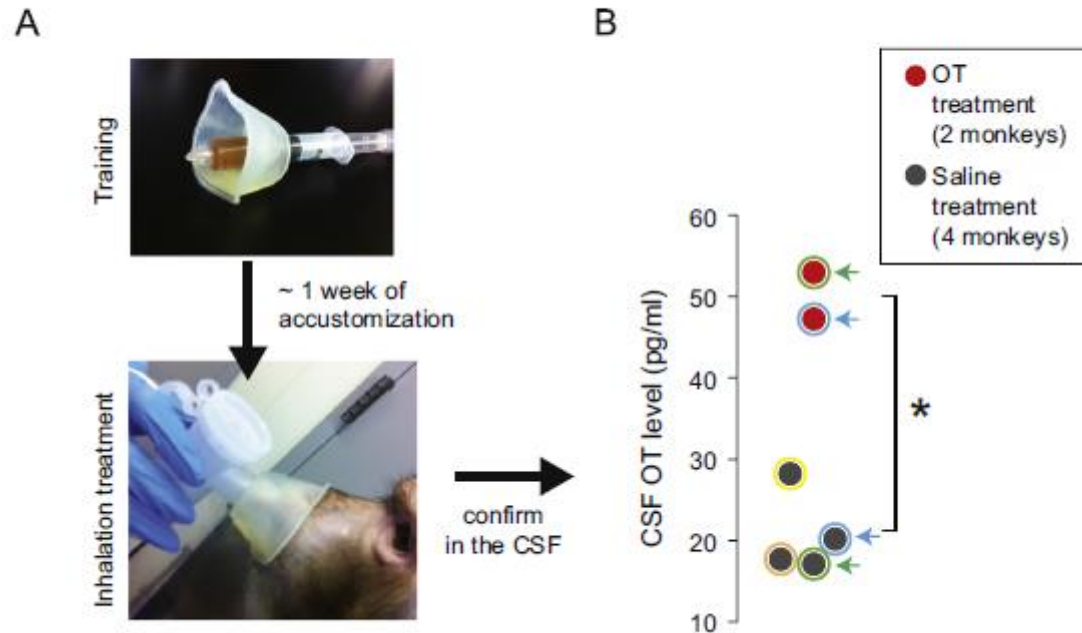 A
Training
~ 1 week of
accustomization
Inhalation treatment
confirm
in the CSF
B
OT
treatment
(2 monkeys)
Saline
treatment
(4 monkeys)
CSF OT level (pg/ml)
60
50
40
30
20
10
*